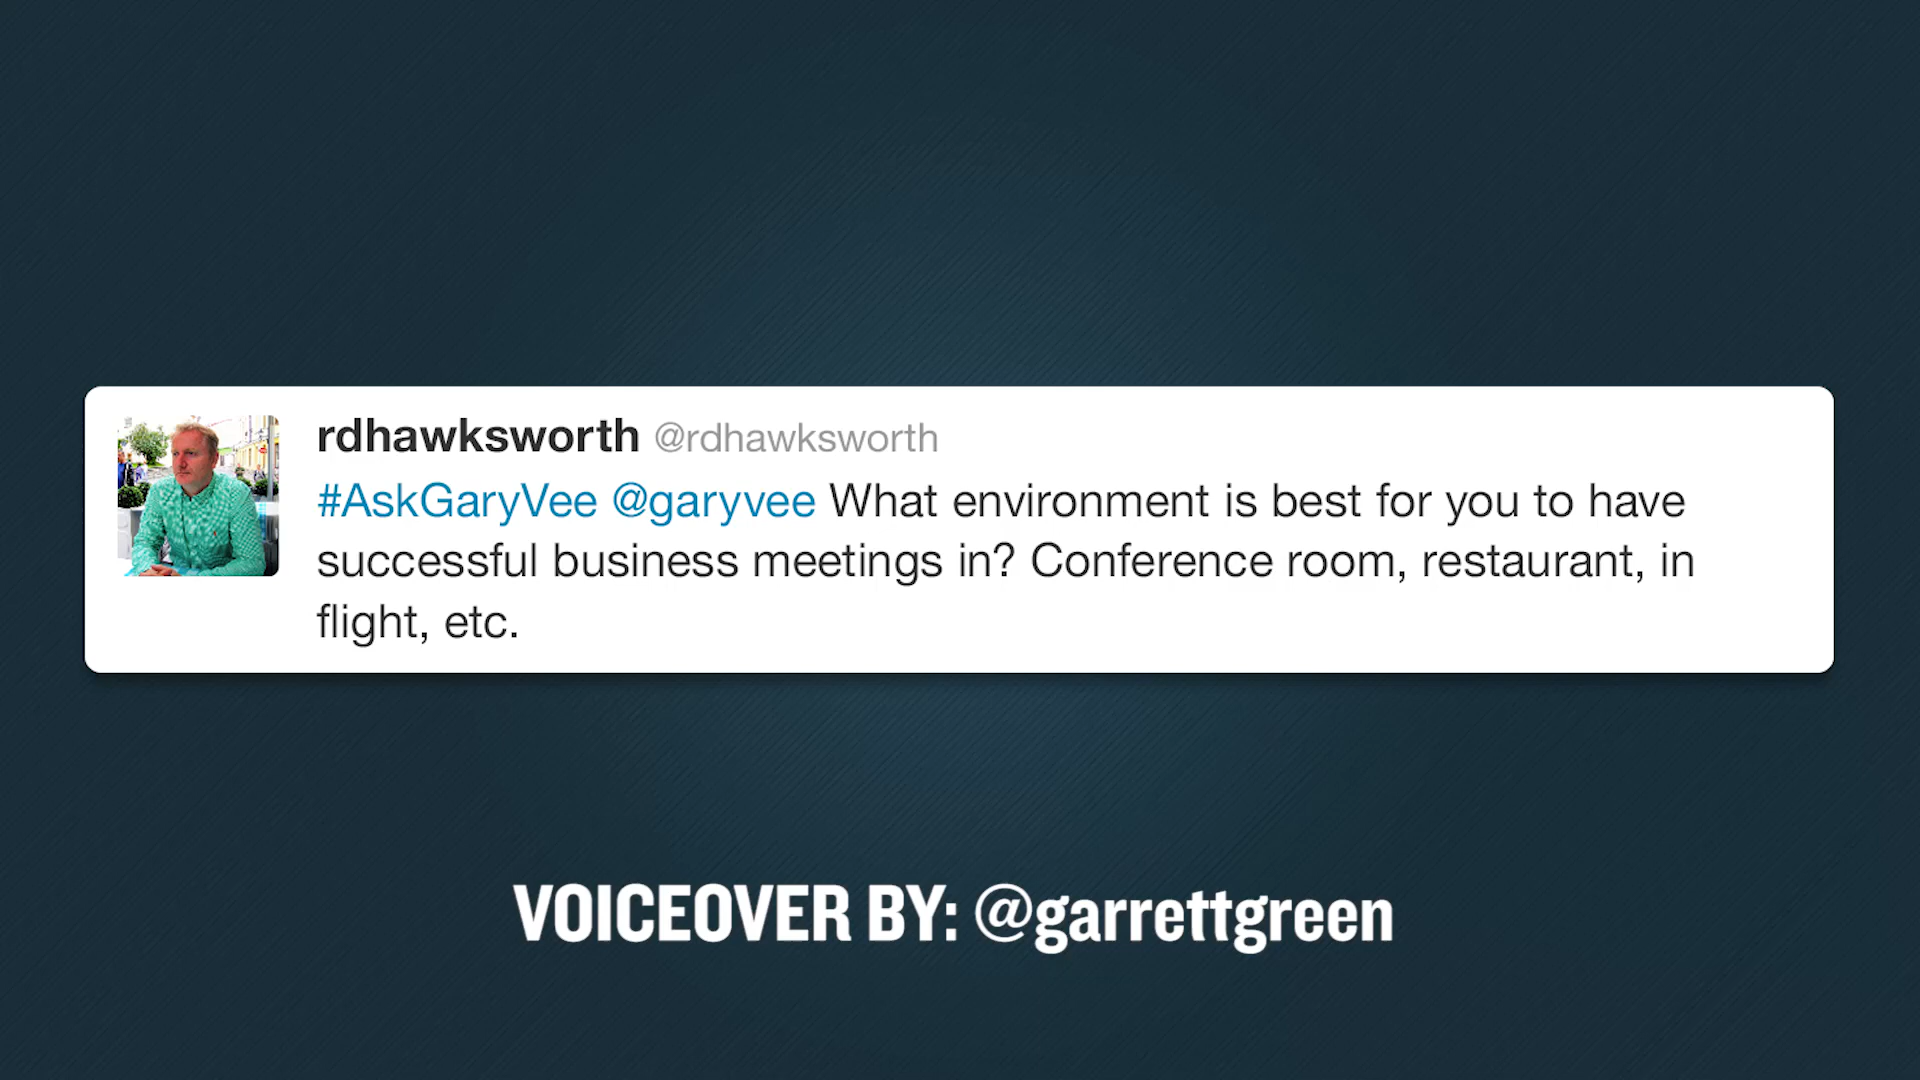 rdhawksworth @rdhawksworth
#AskGaryVee @garyvee What environment is best for you to have
successful business meetings in? Conference room, restaurant, in
flight, etc.
VOICEOVER BY: @garrettgreen